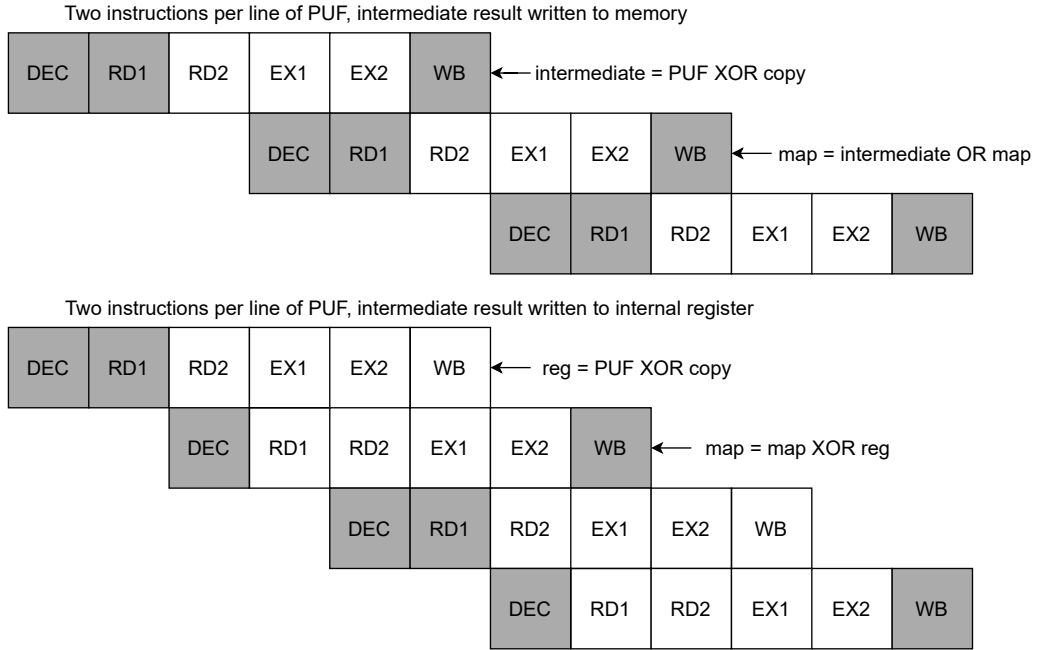 Two instructions per line of PUF, intermediate result written to memory
DEC RD1 RD2 EX1 EX2 WB intermediate = PUF XOR copy
DEC RD1 RD2 EX1 EX2 WB map = intermediate OR map
DEC RD1 RD2 EX1 EX2 WB
Two instructions per line of PUF, intermediate result written to internal register
DEC RD1 RD2 EX1 EX2 WB reg = PUF XOR copy
DEC RD1 RD2 EX1 EX2 WB map = map XOR reg
DEC RD1 RD2 EX1 EX2 WB
DEC RD1 RD2 EX1 EX2 WB